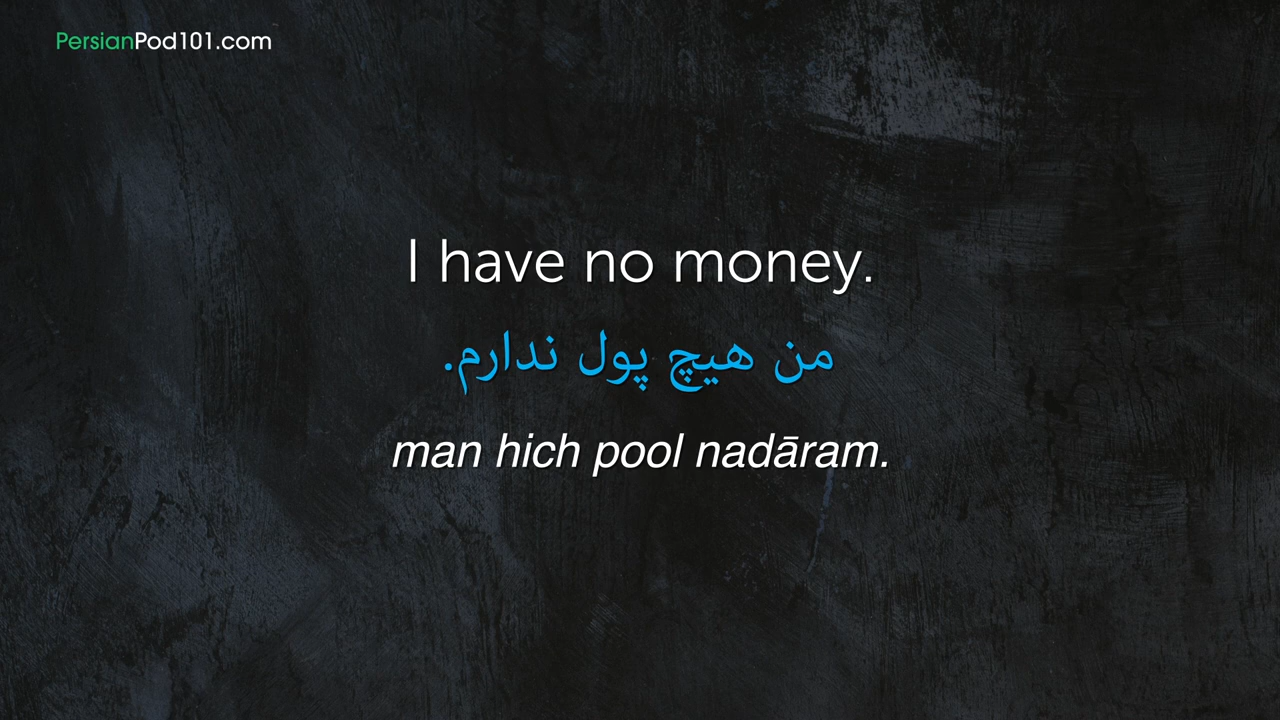 PersianPod101.com
I have no money.
من هیچ پول ندارم.
man hich pool nadāram.